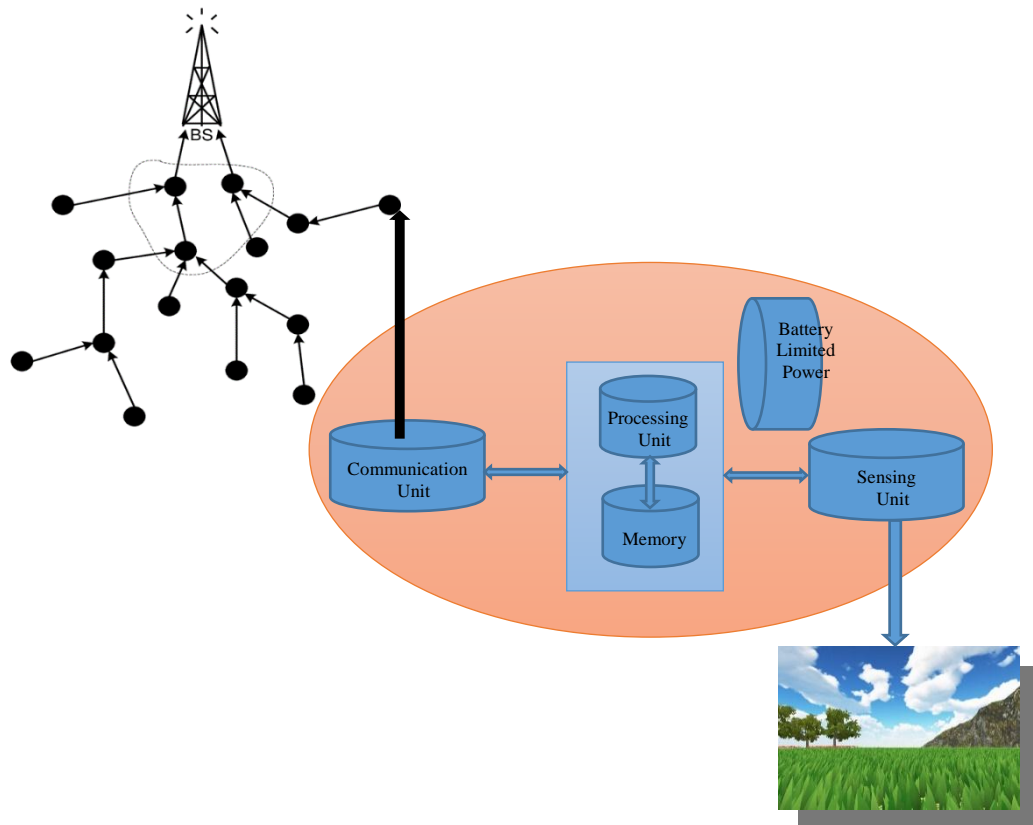 BS
Battery
Limited
Power
Processing
Unit
Communication
Unit
Sensing
Unit
Memory